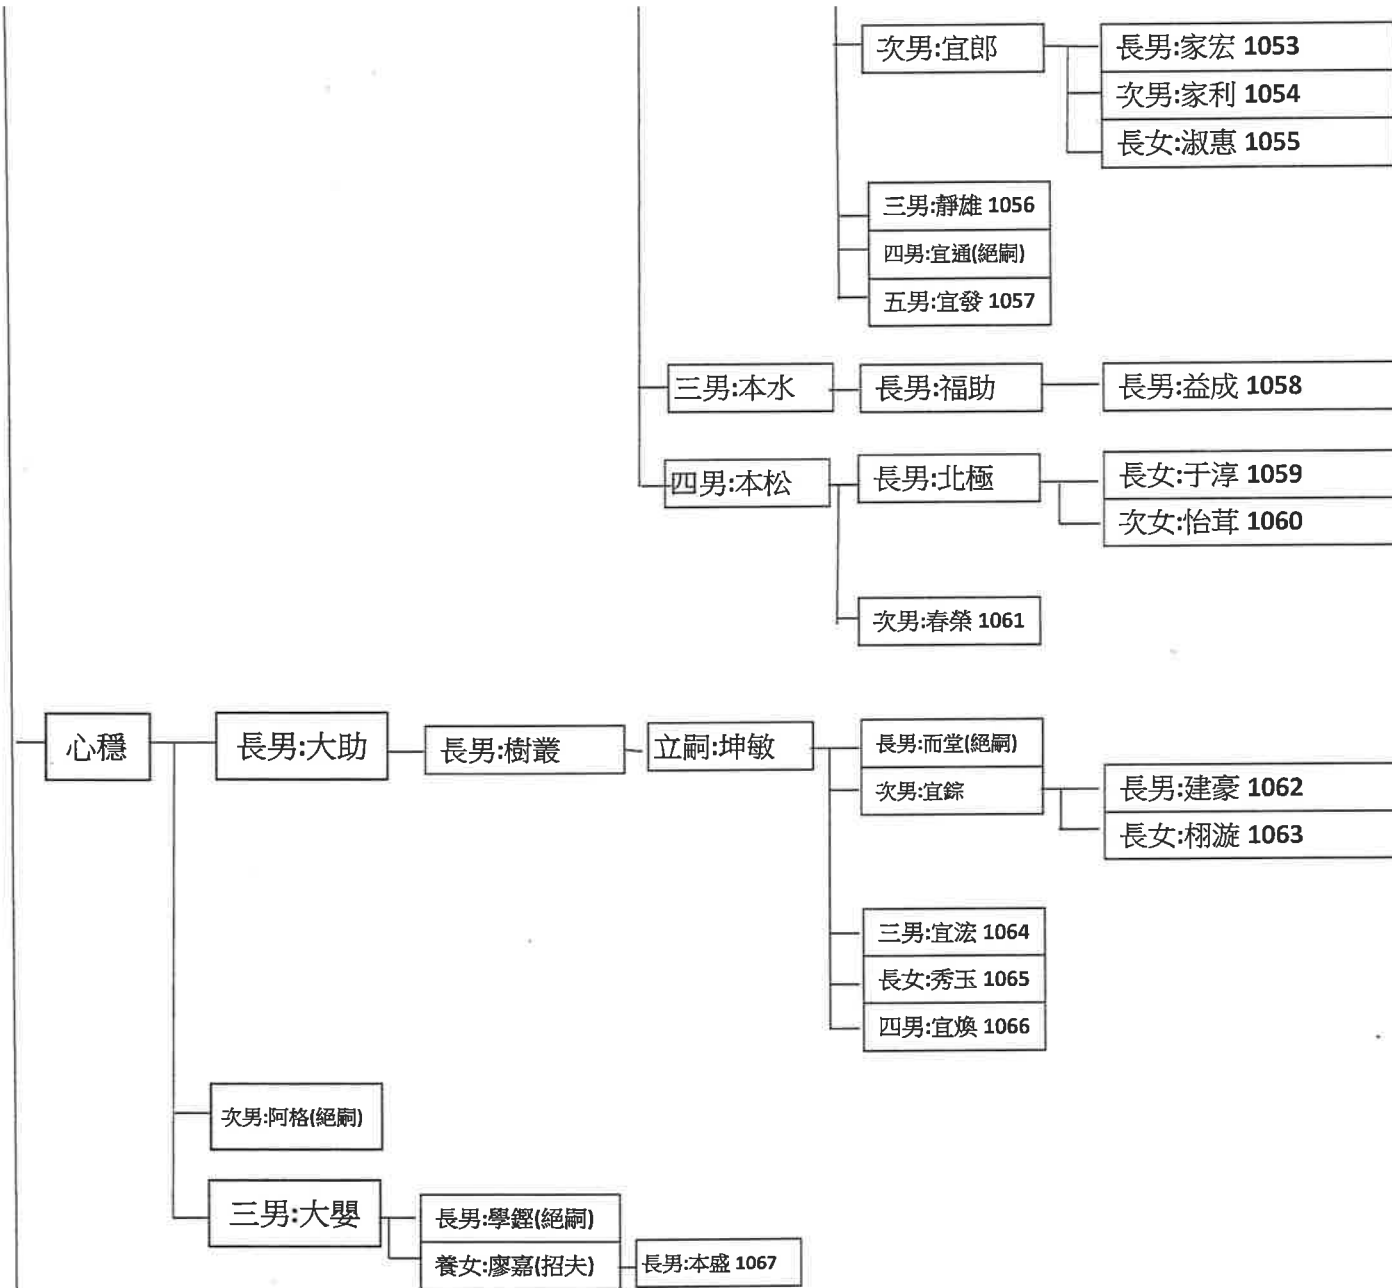 次男:宜郎
長男:家宏 1053
次男:家利 1054
長女:淑惠 1055
三男:靜雄 1056
四男:宜通(絕嗣)
五男:宜發 1057
三男:本水
長男:福助
長男:益成 1058
四男:本松
長男:北極
長女:于淳 1059
次女:怡茸 1060
次男:春榮 1061
心穩
長男:大助
長男:樹叢
立嗣:坤敏
長男:而堂(絕嗣)
次男:宜錝
長男:建豪 1062
長女:栩漩 1063
三男:宜浤 1064
長女:秀玉 1065
四男:宜煥 1066
次男:阿格(絕嗣)
三男:大嬰
長男:學鏗(絕嗣)
養女:廖嘉(招夫)
長男:本盛 1067